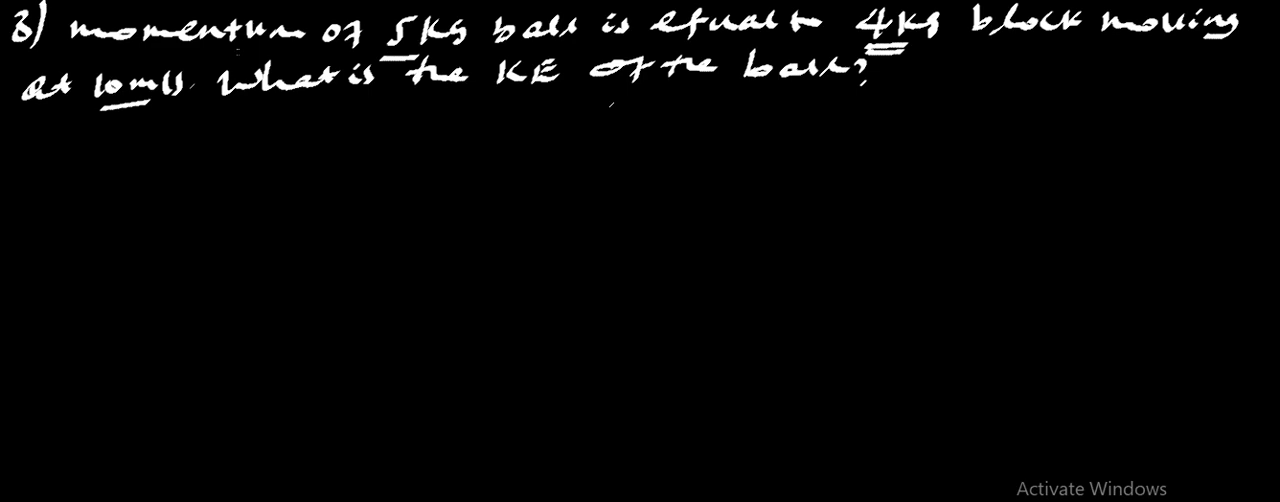 3) momentum of 5kg ball is equal to 4kg block moving
at 10m/s. What is the KE of the ball?
Activate Windows